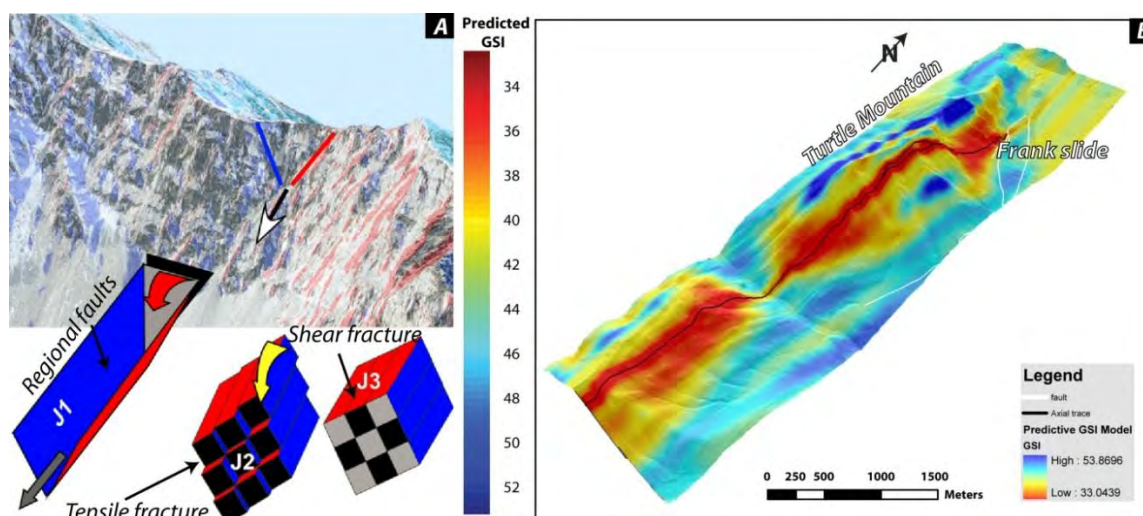 A
Predicted
GSI
34
36
38
40
42
44
46
48
50
52
Regional faults
J1
Shear fracture
J3
J2
Tensile fracture
N
Turtle Mountain
Frank slide
Legend
fault
Axial trace
Predictive GSI Model
GSI
High : 53.8696
Low : 33.0439
0 250 500 1000 1500
Meters